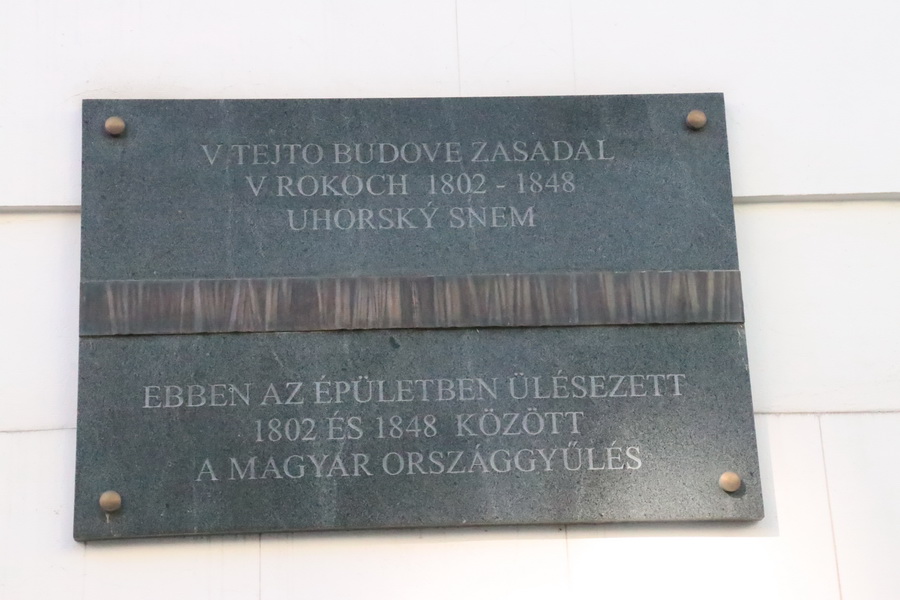 V TEJTO BUDOVE ZASADAL
V ROKOCH 1802 - 1848
UHORSKÝ SNEM
EBBEN AZ ÉPÜLETBEN ÜLÉSEZETT
1802 ÉS 1848 KÖZÖTT
A MAGYAR ORSZÁGGYŰLÉS